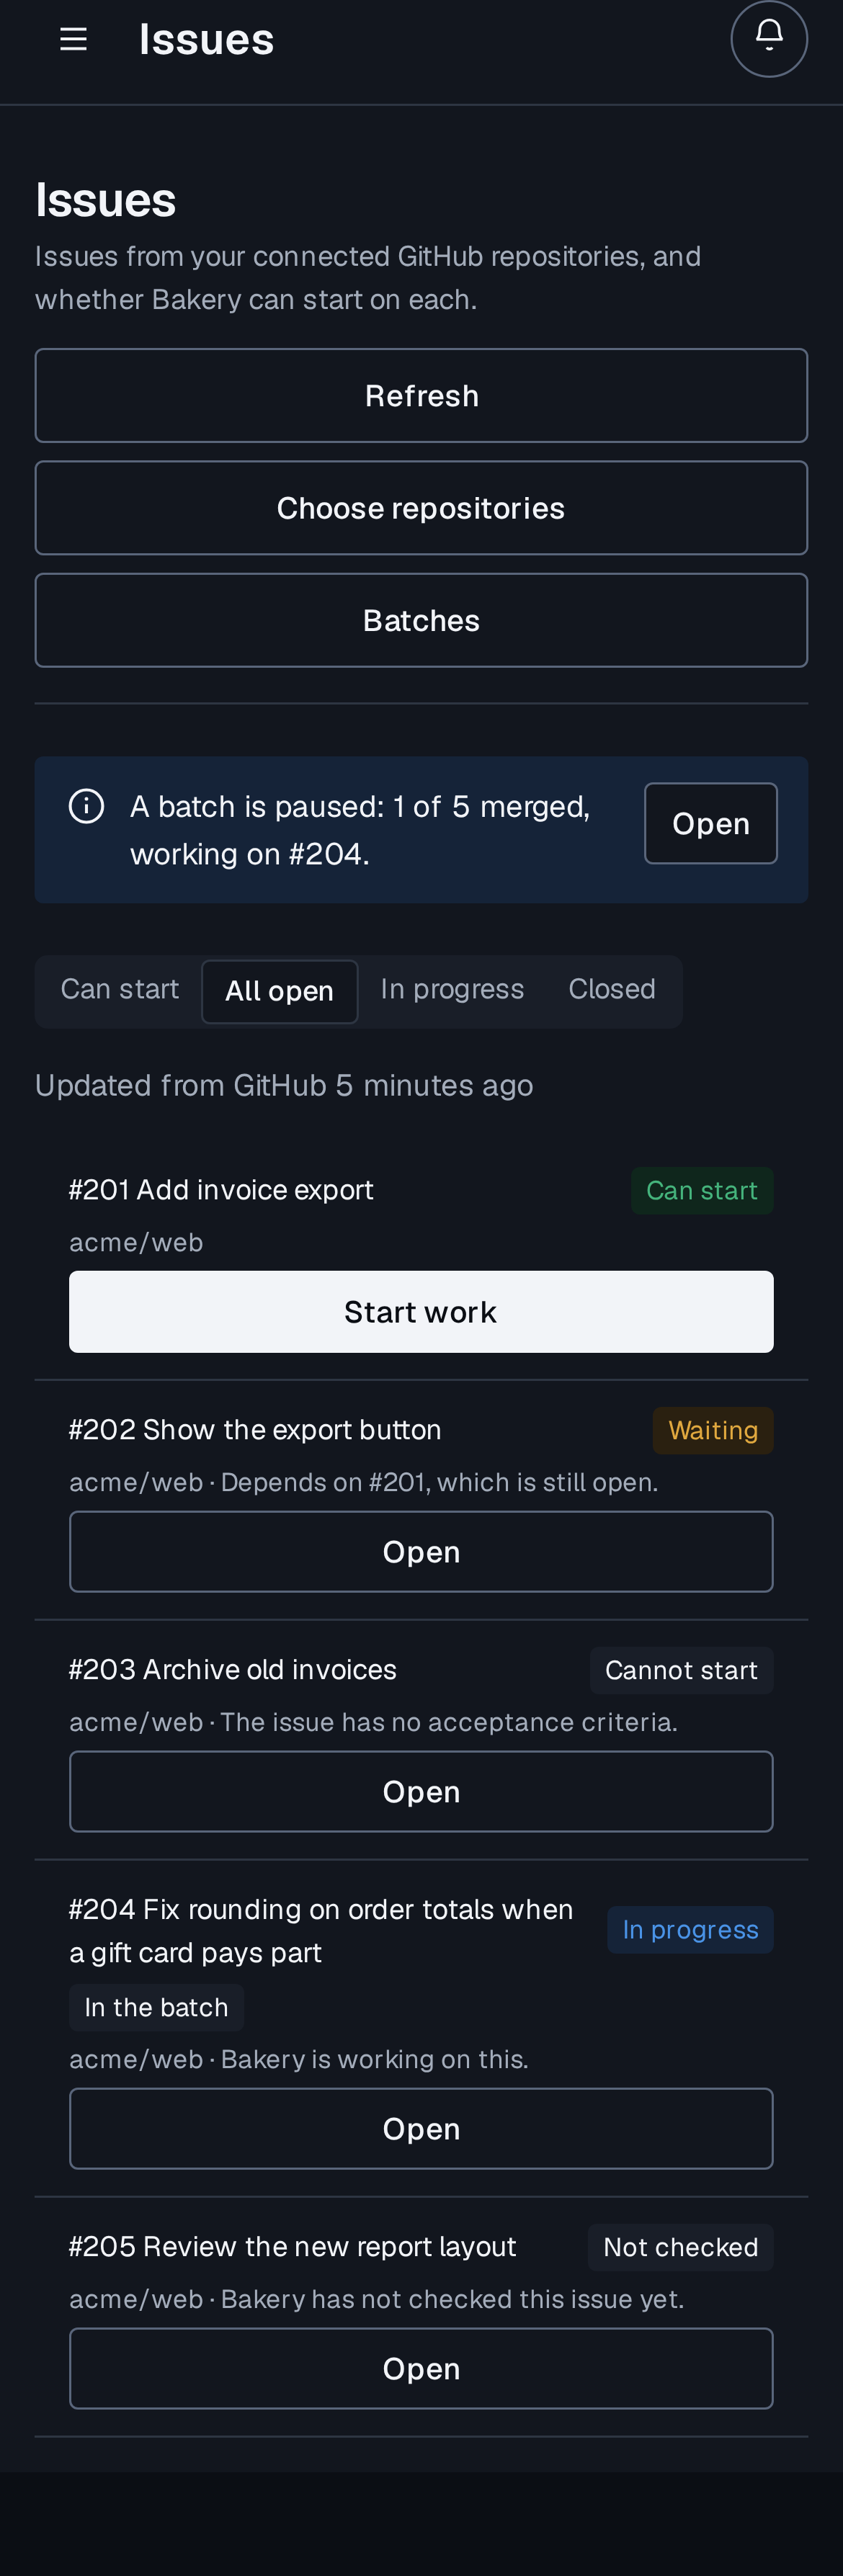 Issues
Issues
Issues from your connected GitHub repositories, and
whether Bakery can start on each.
Refresh
Choose repositories
Batches
A batch is paused: 1 of 5 merged,
working on #204.
Open
Can start
All open
In progress
Closed
Updated from GitHub 5 minutes ago
#201 Add invoice export
Can start
acme/web
Start work
#202 Show the export button
Waiting
acme/web · Depends on #201, which is still open.
Open
#203 Archive old invoices
Cannot start
acme/web · The issue has no acceptance criteria.
Open
#204 Fix rounding on order totals when
a gift card pays part
In progress
In the batch
acme/web · Bakery is working on this.
Open
#205 Review the new report layout
Not checked
acme/web · Bakery has not checked this issue yet.
Open